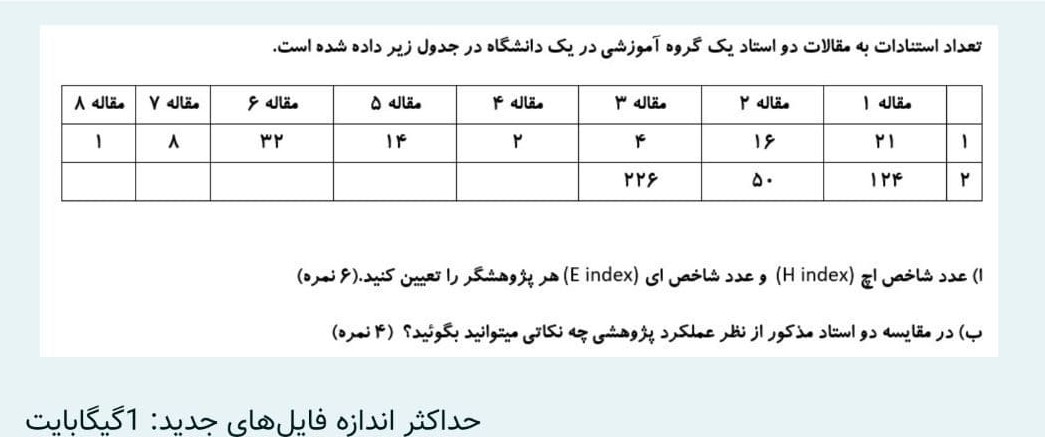 تعداد استنادات به مقالات دو استاد یک گروه آموزشی در یک دانشگاه در جدول زیر داده شده است.
مقاله ۱ مقاله ۲ مقاله ۳ مقاله ۴ مقاله ۵ مقاله ۶ مقاله ۷ مقاله ۸
۱ ۲۱ ۱۶ ۴ ۲ ۱۴ ۳۲ ۸ ۱
۲ ۱۲۴ ۵۰ ۲۲۶
ا) عدد شاخص اچ (H index) و عدد شاخص ای (E index) هر پژوهشگر را تعیین کنید.(۶ نمره)
ب) در مقایسه دو استاد مذکور از نظر عملکرد پژوهشی چه نکاتی میتوانید بگوئید؟ (۴ نمره)
حداکثر اندازه فایل‌های جدید: 1گیگابایت